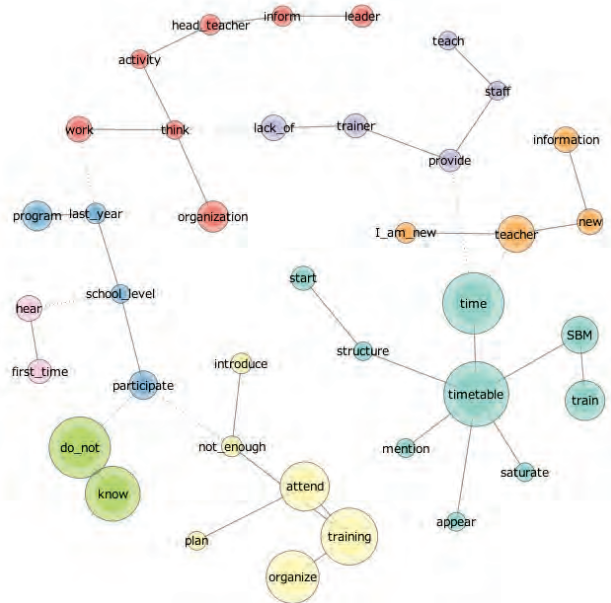 head_teacher
inform
leader
activity
teach
staff
work
think
lack_of
trainer
provide
information
program
last_year
organization
I_am_new
teacher
new
start
school_level
hear
time
SBM
structure
introduce
first_time
participate
timetable
train
do_not
not_enough
mention
saturate
know
attend
appear
plan
training
organize